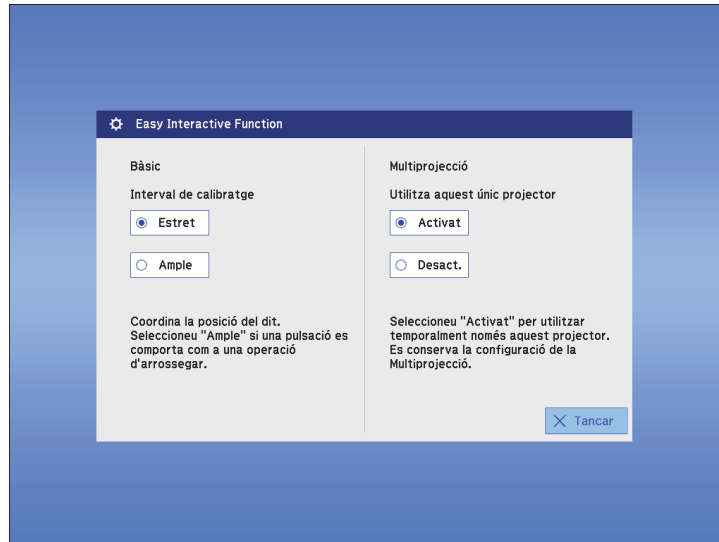 Easy Interactive Function
Bàsic
Interval de calibratge
Estret
Ample
Coordina la posició del dit.
Seleccioneu "Ample" si una pulsació es
comporta com a una operació
d'arrossegar.
Multiprojecció
Utilitza aquest únic projector
Activat
Desact.
Seleccioneu "Activat" per utilitzar
temporalment només aquest projector.
Es conserva la configuració de la
Multiprojecció.
Tancar